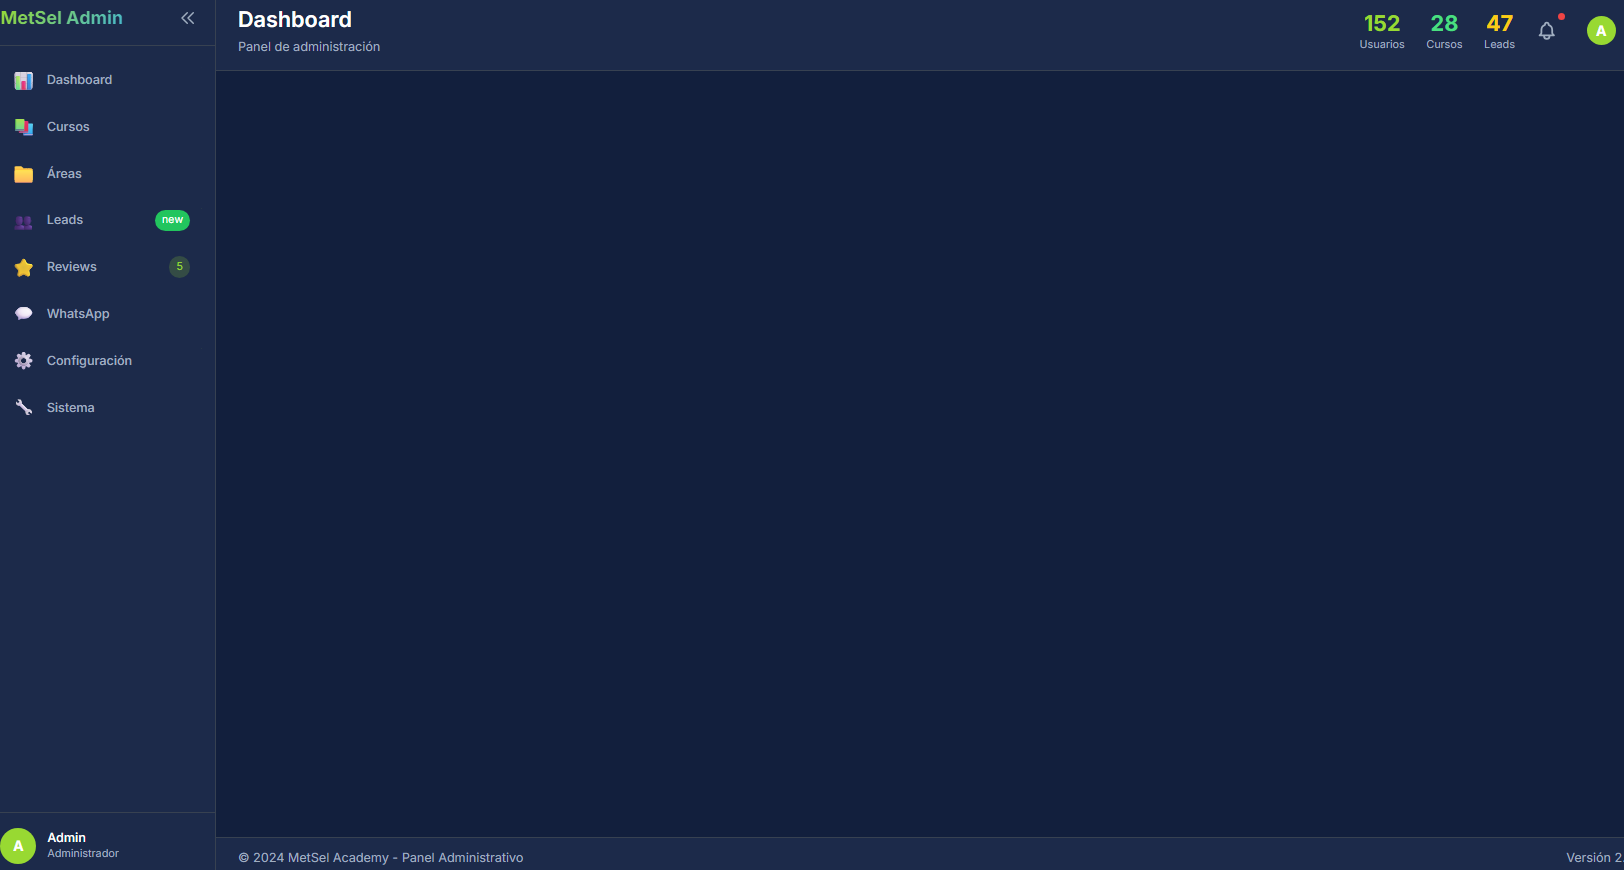 MetSel Admin
Dashboard
Cursos
Áreas
Leads new
Reviews 5
WhatsApp
Configuración
Sistema
A
Admin
Administrador
Dashboard
Panel de administración
152
Usuarios
28
Cursos
47
Leads
A
© 2024 MetSel Academy - Panel Administrativo
Versión 2